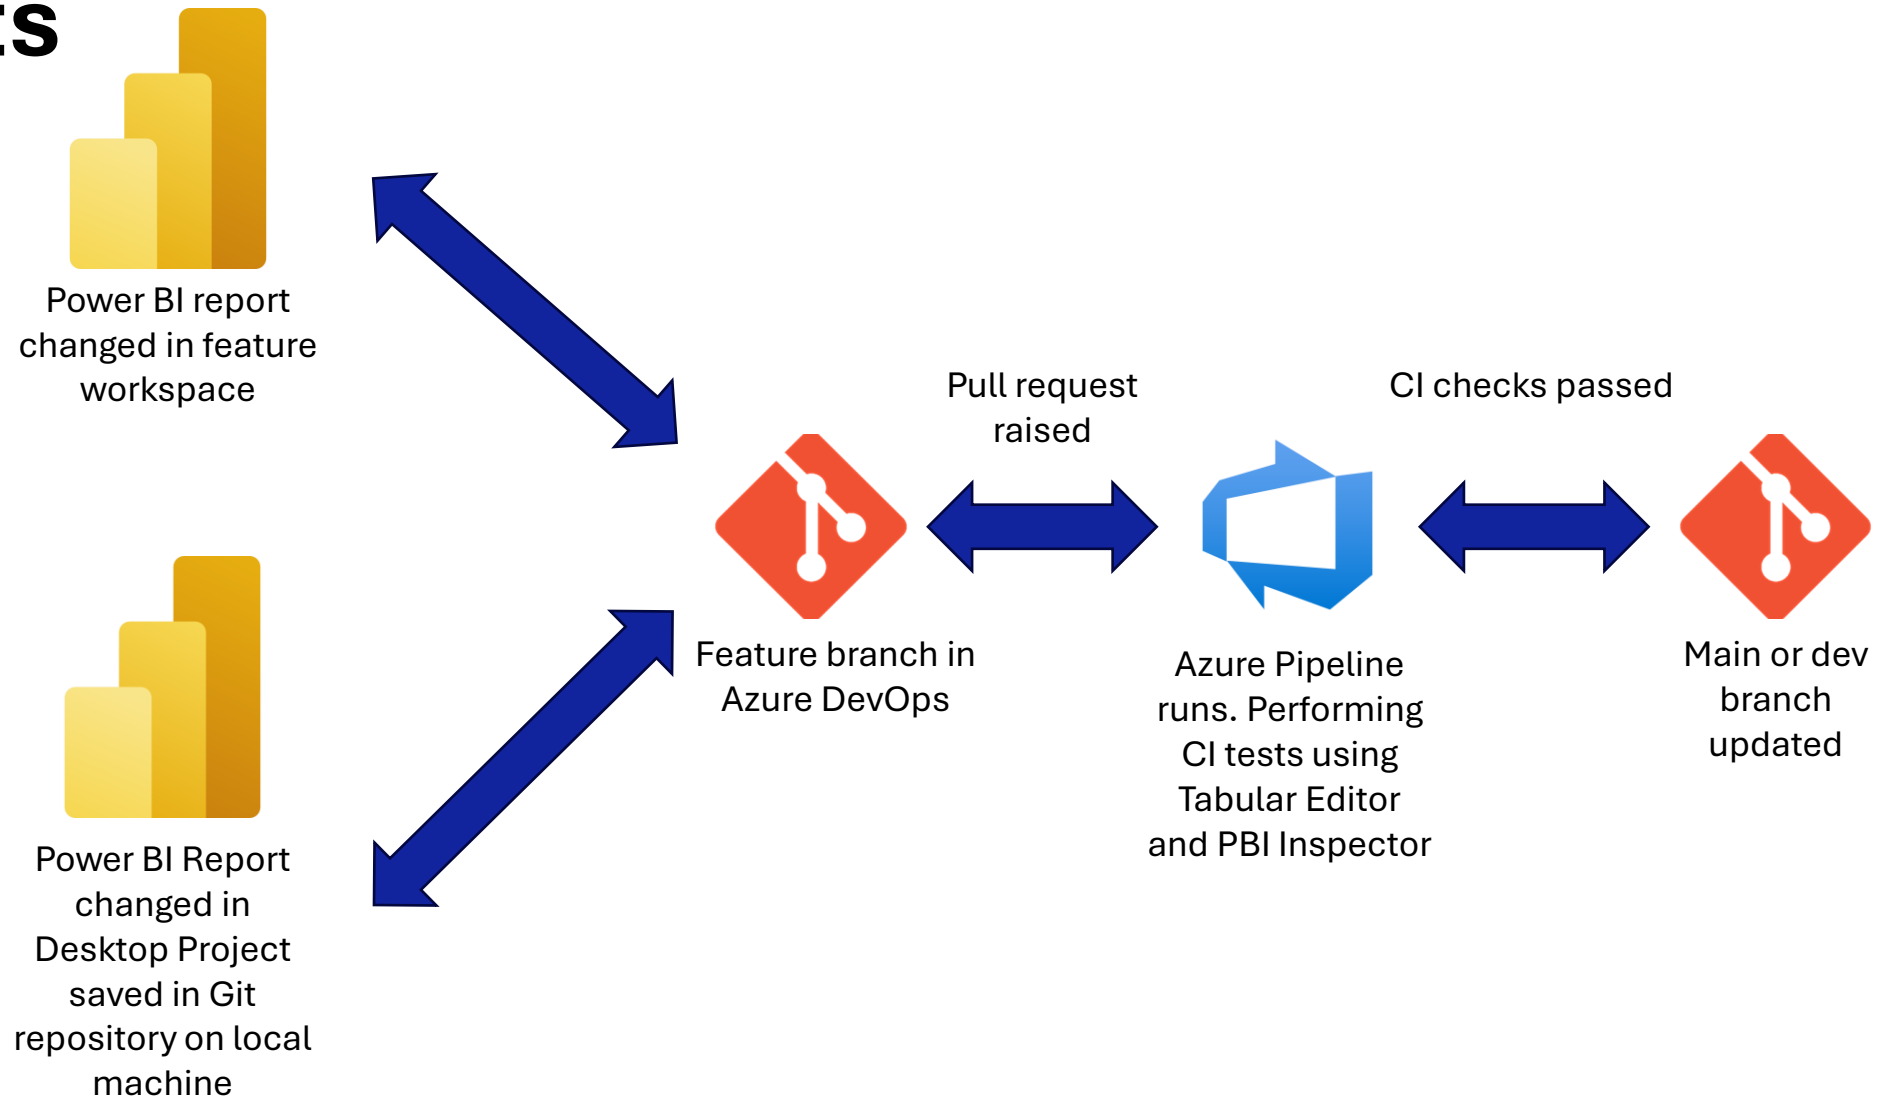 Power BI report
changed in feature
workspace
Pull request
raised
CI checks passed
Feature branch in
Azure DevOps
Azure Pipeline
runs. Performing
CI tests using
Tabular Editor
and PBI Inspector
Main or dev
branch
updated
Power BI Report
changed in
Desktop Project
saved in Git
repository on local
machine